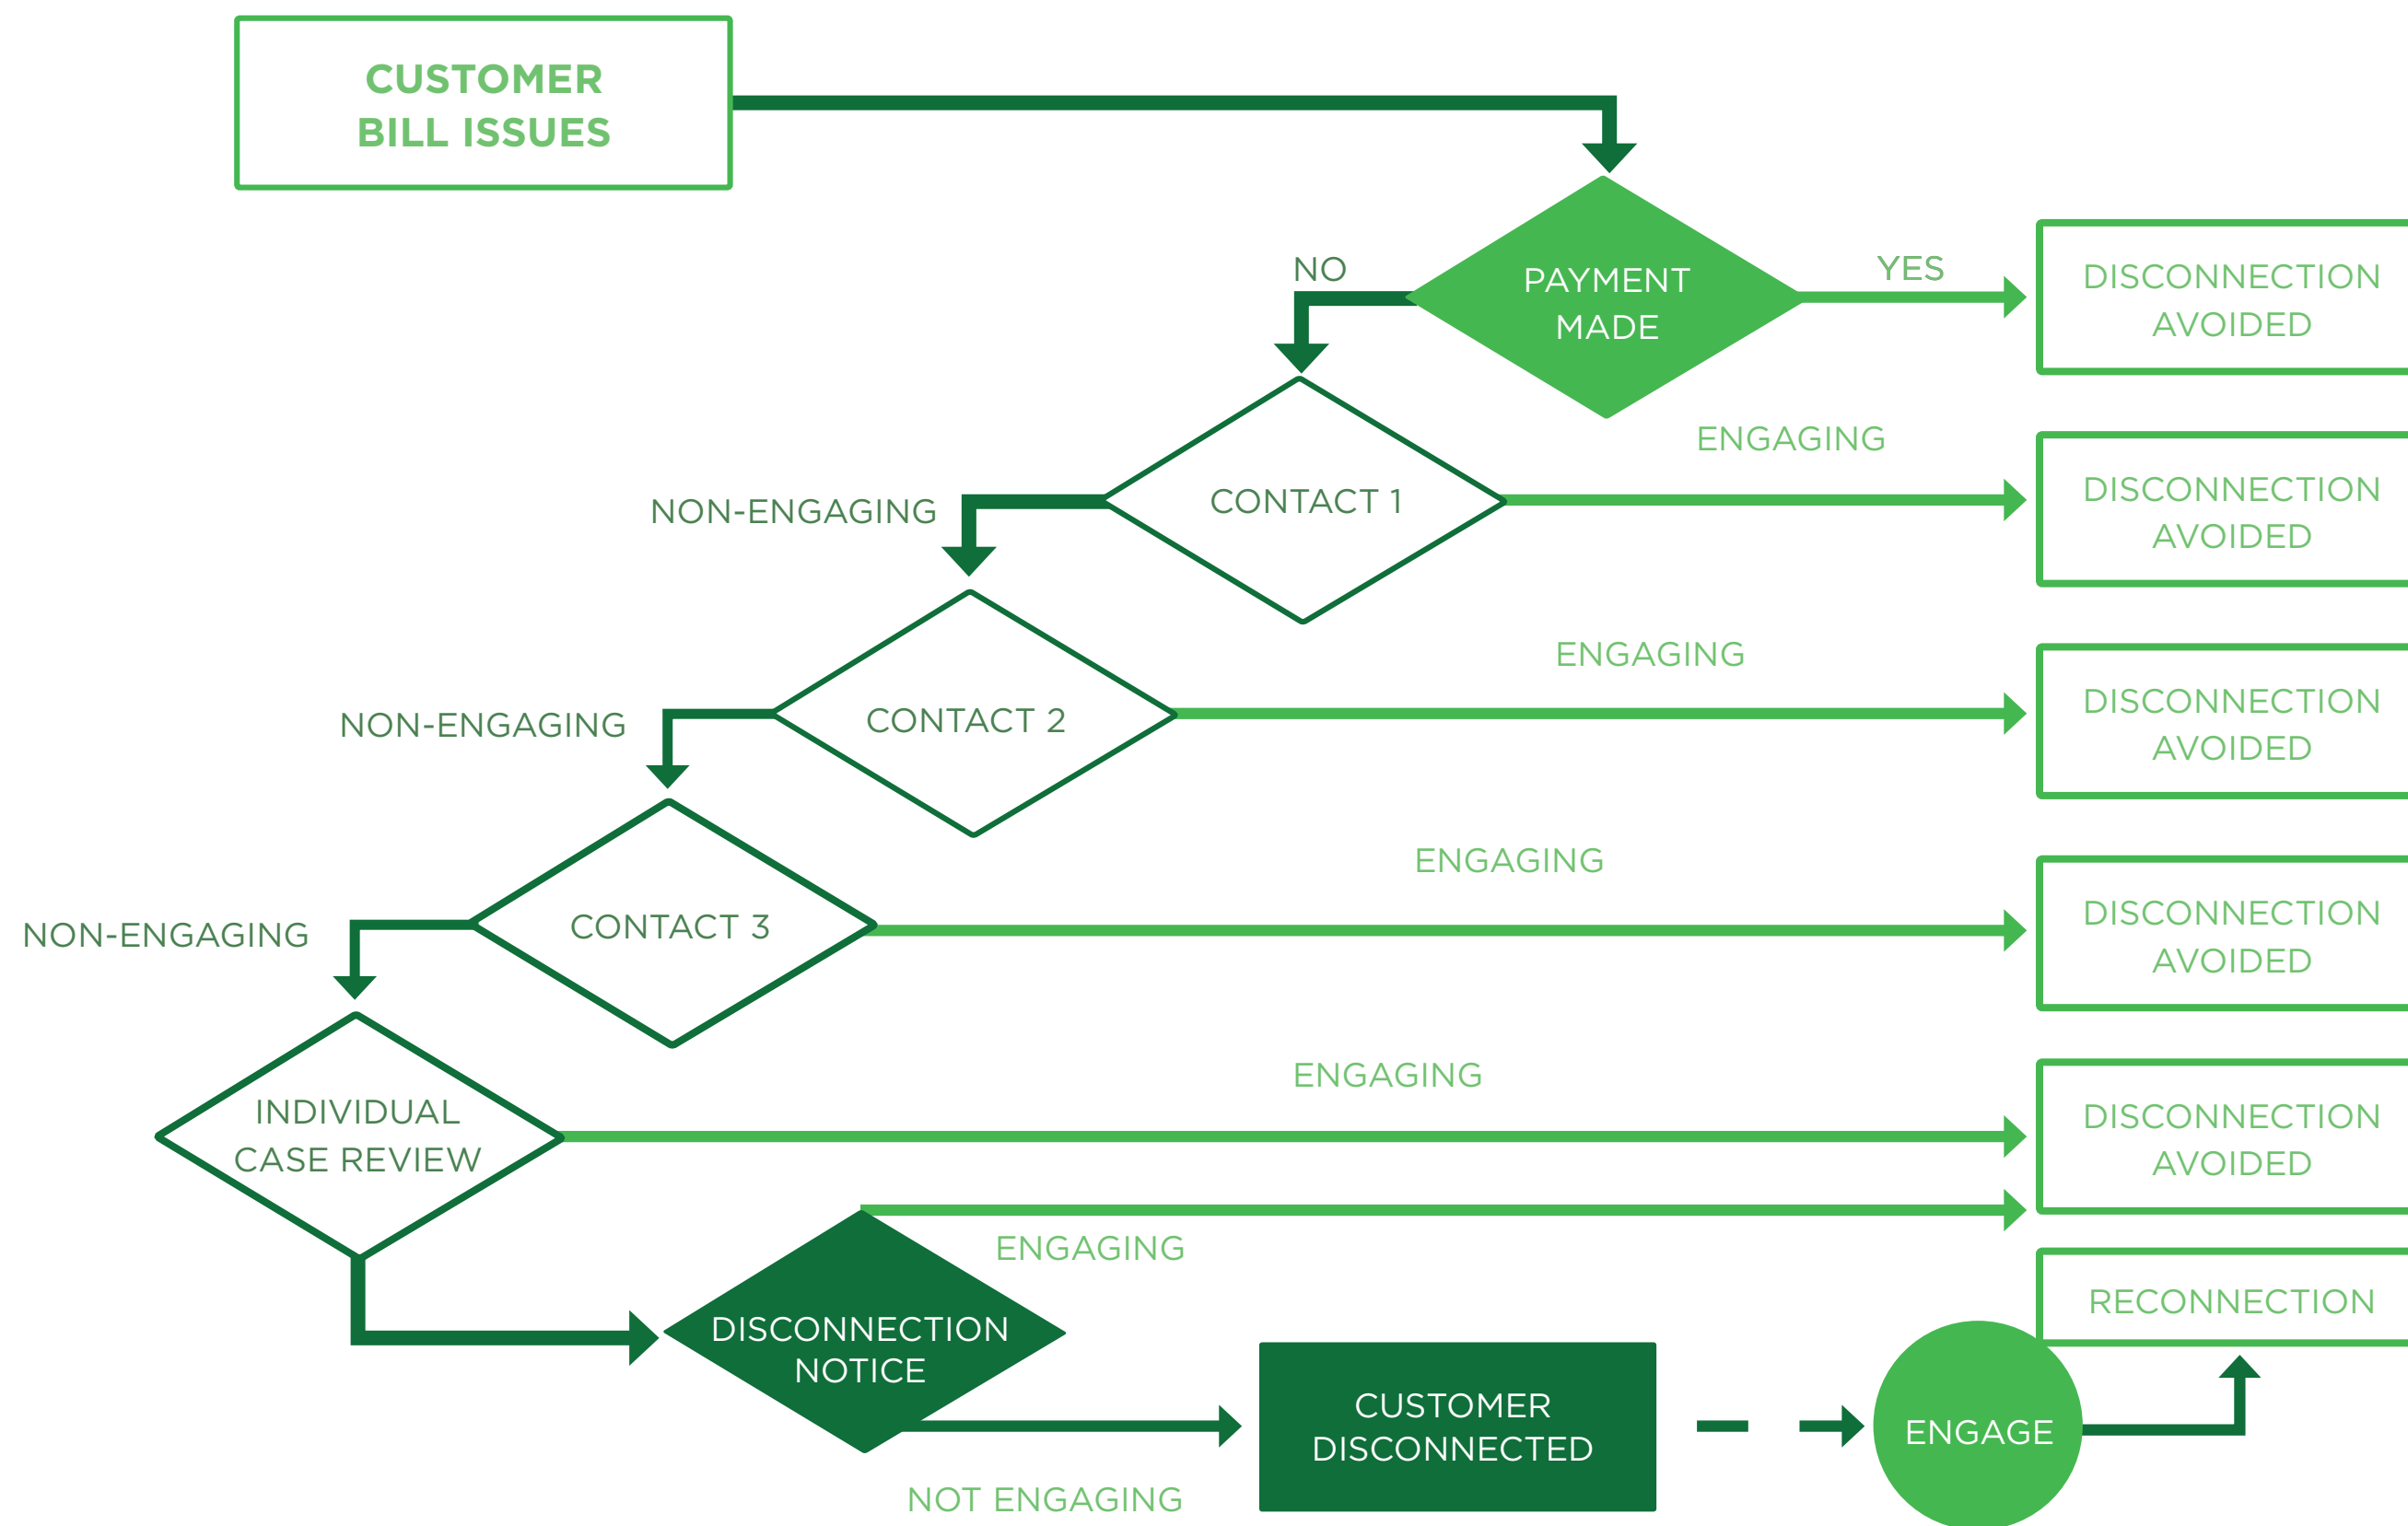 CUSTOMER
BILL ISSUES
NO
PAYMENT
MADE
YES
DISCONNECTION
AVOIDED
NON-ENGAGING
CONTACT 1
ENGAGING
DISCONNECTION
AVOIDED
NON-ENGAGING
CONTACT 2
ENGAGING
DISCONNECTION
AVOIDED
NON-ENGAGING
CONTACT 3
ENGAGING
DISCONNECTION
AVOIDED
INDIVIDUAL
CASE REVIEW
ENGAGING
DISCONNECTION
AVOIDED
ENGAGING
DISCONNECTION
NOTICE
RECONNECTION
CUSTOMER
DISCONNECTED
ENGAGE
NOT ENGAGING